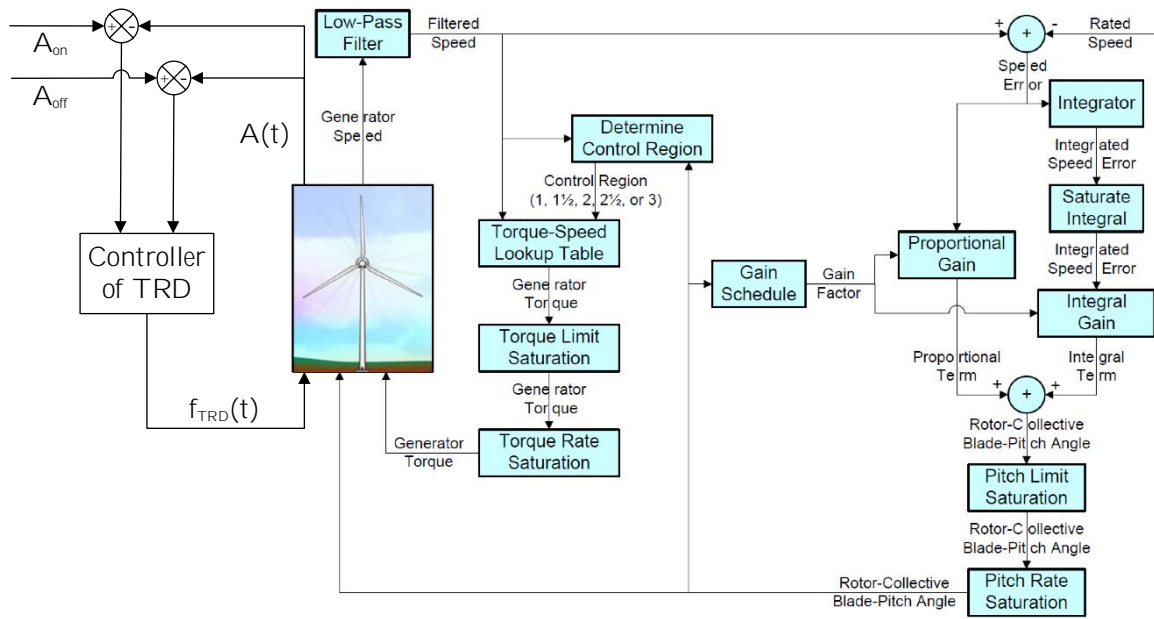 A_on
A_off
A(t)
Controller
of TRD
f_TRD(t)
Low-Pass
Filter
Filtered
Speed
Generator
Speed
Determine
Control Region
Control Region
(1, 1½, 2, 2½, or 3)
Torque-Speed
Lookup Table
Generator
Torque
Torque Limit
Saturation
Generator
Torque
Torque Rate
Saturation
Generator
Torque
Gain
Schedule
Gain
Factor
+
+
-
Rated
Speed
Speed
Error
Integrator
Integrated
Speed Error
Saturate
Integral
Integrated
Speed Error
Proportional
Gain
Integral
Gain
Proportional
Term
Integral
Term
+
+
+
Rotor-Collective
Blade-Pitch Angle
Pitch Limit
Saturation
Rotor-Collective
Blade-Pitch Angle
Pitch Rate
Saturation
Rotor-Collective
Blade-Pitch Angle
+
-
+
-